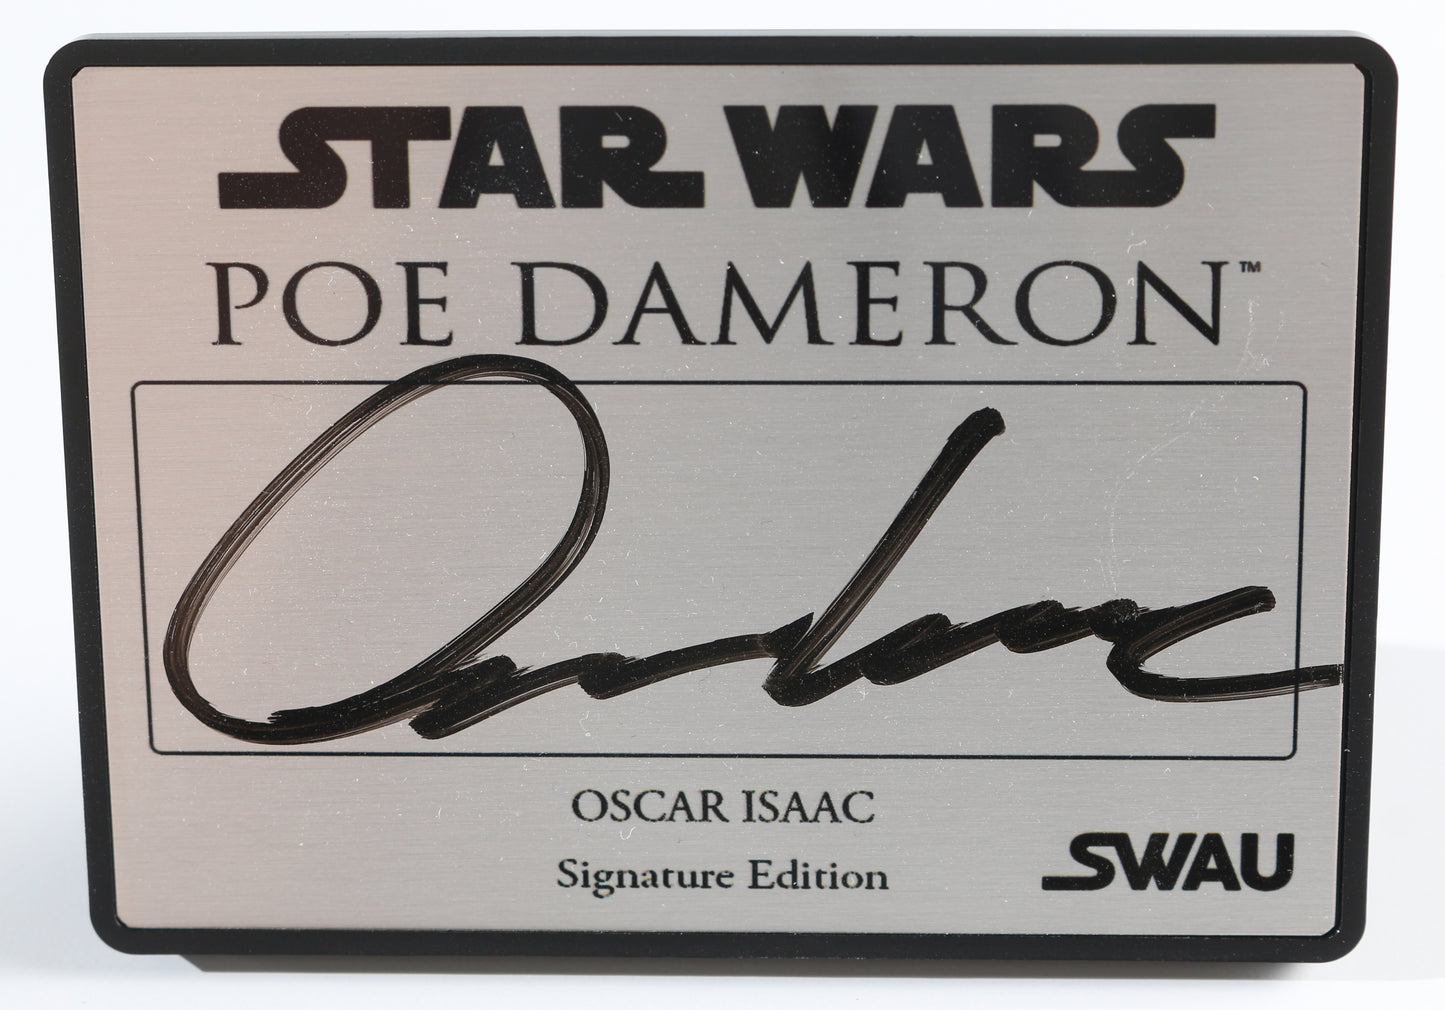 STAR WARS
POE DAMERON™
OSCAR ISAAC
Signature Edition
SWAU